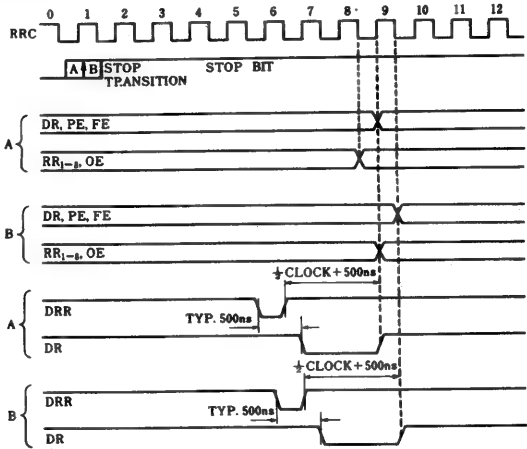 0 1 2 3 4 5 6 7 8 9 10 11 12
RRC
A B STOP TRANSITION
STOP BIT
A
DR, PE, FE
RR1-8, OE
B
DR, PE, FE
RR1-8, OE
½ CLOCK+500ns
A
DRR
TYP. 500ns
DR
½ CLOCK+500ns
B
DRR
TYP. 500ns
DR